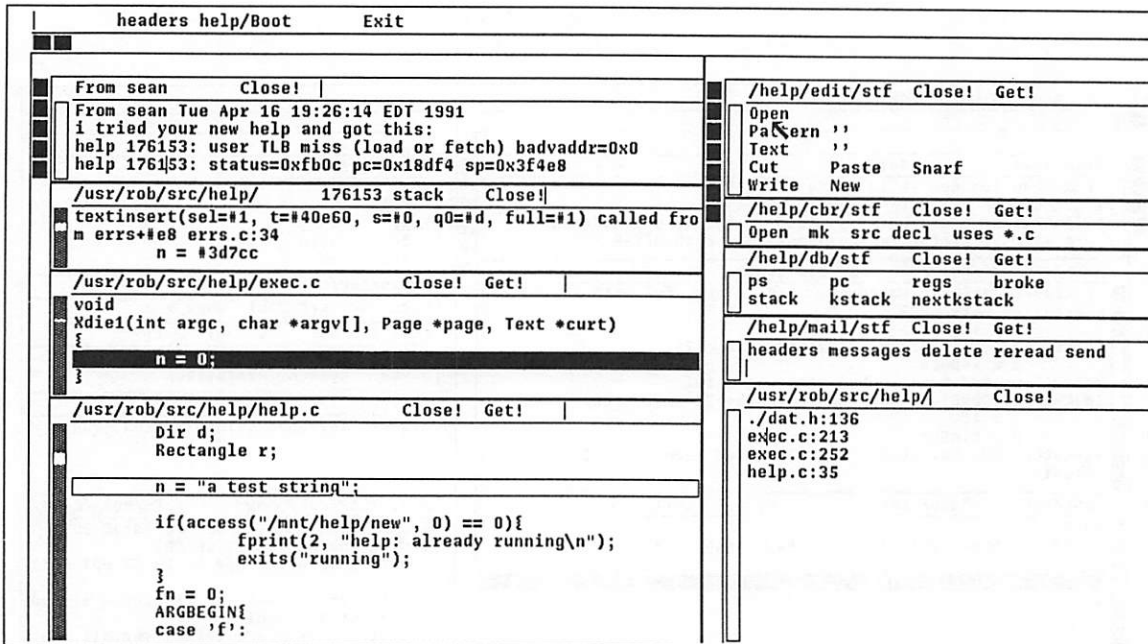 headers help/Boot Exit
From sean Close!
From sean Tue Apr 16 19:26:14 EDT 1991
i tried your new help and got this:
help 176153: user TLB miss (load or fetch) badvaddr=0x0
help 176153: status=0xfb0c pc=0x18df4 sp=0x3f4e8
/usr/rob/src/help/ 176153 stack Close!
textinsert(sel=#1, t=#40e60, s=#0, q0=#d, full=#1) called fro
m errs+#e8 errs.c:34
n = #3d7cc
/usr/rob/src/help/exec.c Close! Get!
void
Xdie1(int argc, char *argv[], Page *page, Text *curt)
{
n = 0;
}
/usr/rob/src/help/help.c Close! Get!
Dir d;
Rectangle r;
n = "a test string";
if(access("/mnt/help/new", 0) == 0){
fprint(2, "help: already running\n");
exits("running");
}
fn = 0;
ARGBEGIN{
case 'f':
/help/edit/stf Close! Get!
Open
Pattern ''
Text ''
Cut Paste Snarf
Write New
/help/cbr/stf Close! Get!
Open mk src decl uses *.c
/help/db/stf Close! Get!
ps pc regs broke
stack kstack nextkstack
/help/mail/stf Close! Get!
headers messages delete reread send
/usr/rob/src/help/ Close!
./dat.h:136
exec.c:213
exec.c:252
help.c:35